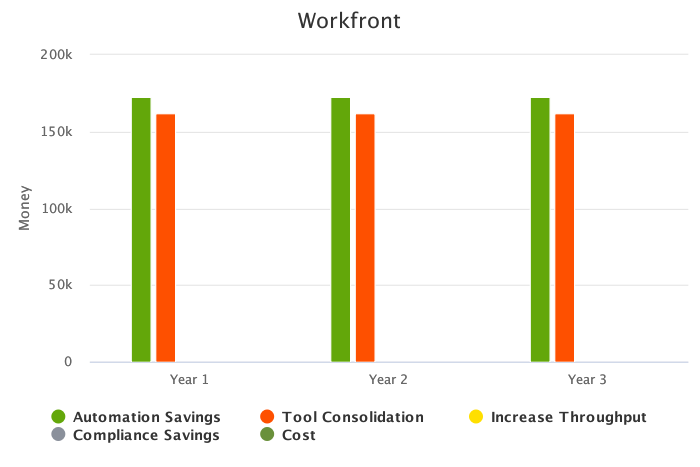 Workfront
200k
150k
100k
50k
0
Money
Year 1
Year 2
Year 3
Automation Savings
Tool Consolidation
Increase Throughput
Compliance Savings
Cost